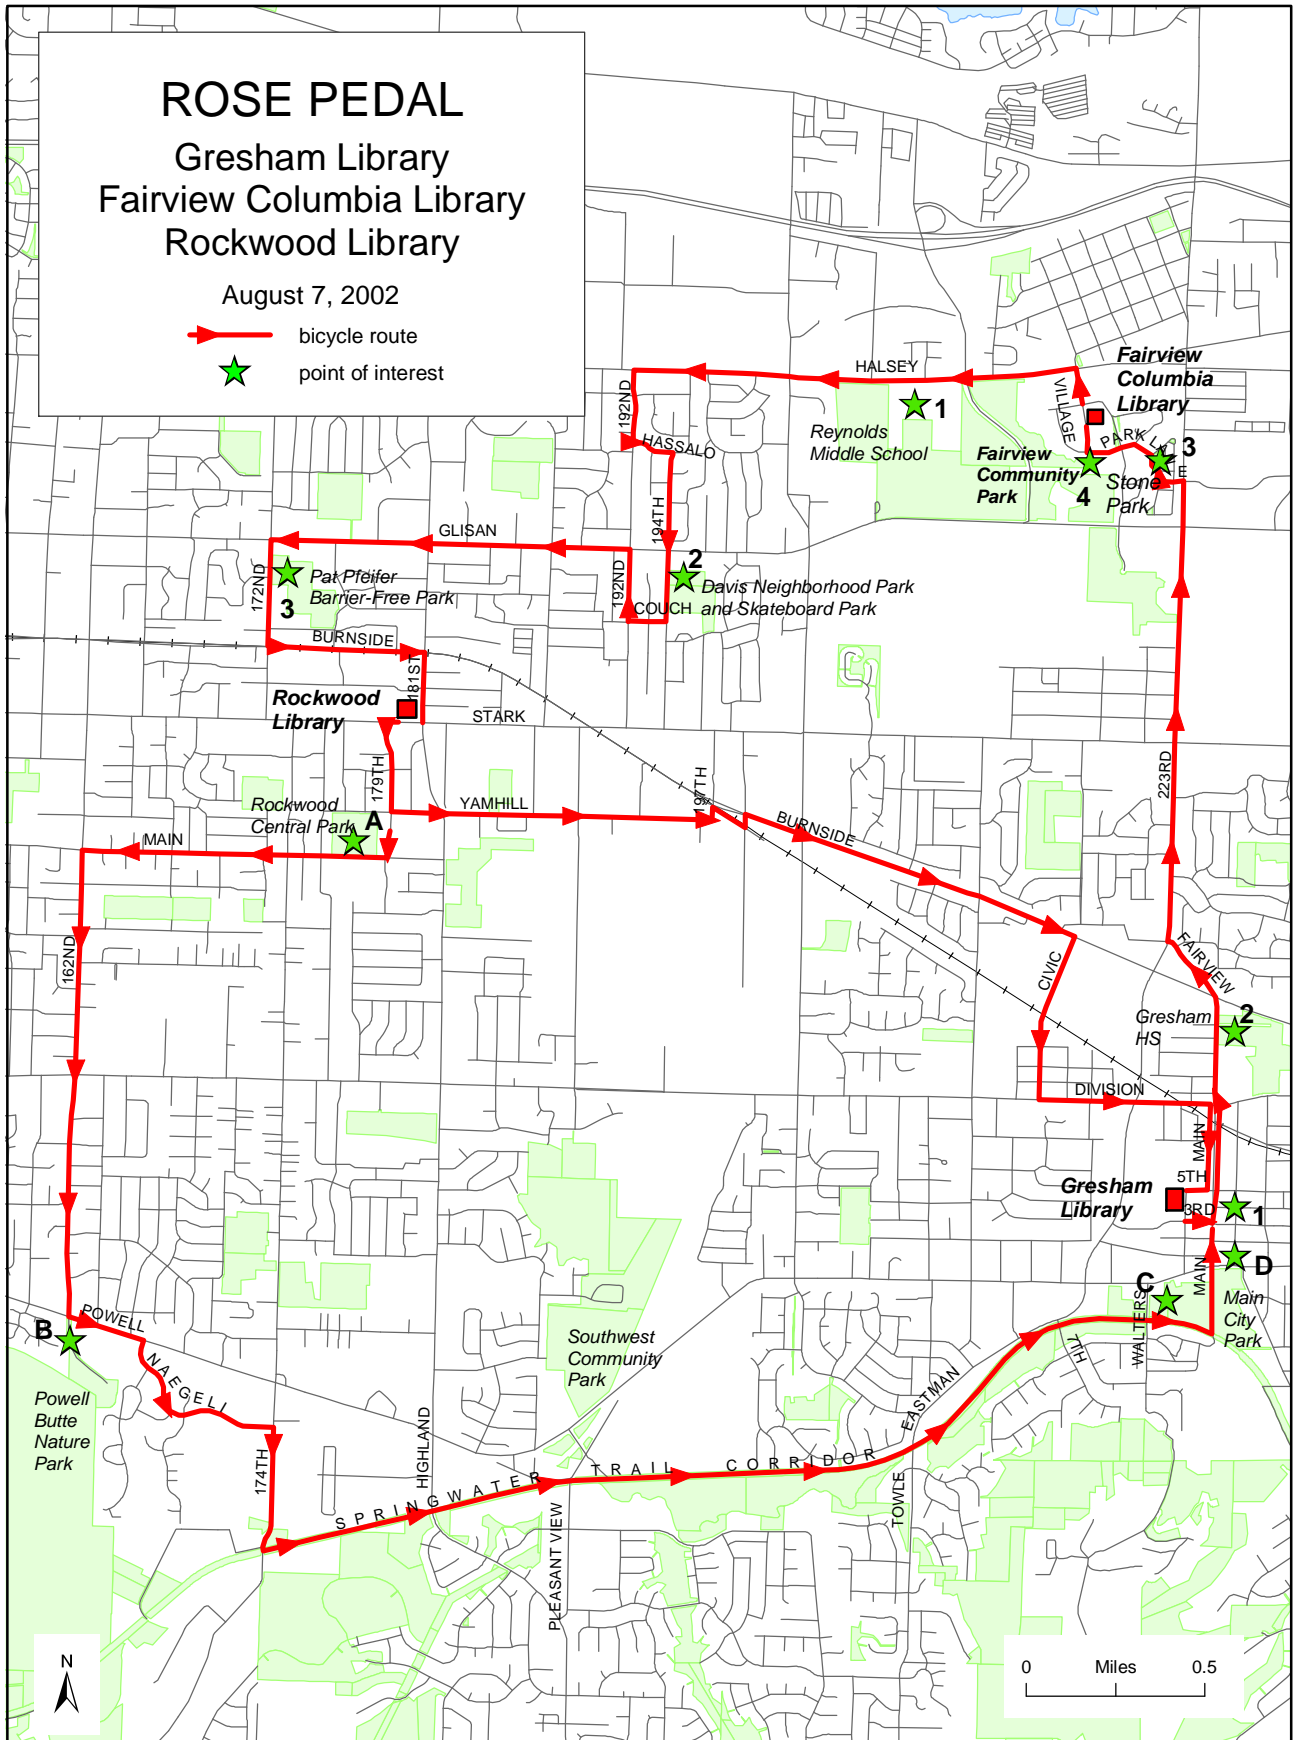 ROSE PEDAL
Gresham Library
Fairview Columbia Library
Rockwood Library
August 7, 2002
bicycle route
point of interest
HALSEY
Fairview
Columbia
Library
192ND
VILLAGE
1
Reynolds
Middle School
HASSALO
PARK LANE
3
Fairview
Community
Park
4
Stone
Park
194TH
GLISAN
2
Davis Neighborhood Park
and Skateboard Park
172ND
3
Pat Pfeifer
Barrier-Free Park
192ND
COUCH
BURNSIDE
181ST
Rockwood
Library
STARK
179TH
197TH
223RD
Rockwood
Central Park
A
YAMHILL
BURNSIDE
MAIN
162ND
CIVIC
FAIRVIEW
Gresham
HS
2
DIVISION
MAIN
5TH
Gresham
Library
3RD
1
D
C
MAIN
WALTERS
Main
City
Park
B
POWELL
NAEGELI
Southwest
Community
Park
7TH
Powell
Butte
Nature
Park
EASTMAN
HIGHLAND
174TH
SPRINGWATER TRAIL CORRIDOR
TOWLE
PLEASANT VIEW
N
0 Miles 0.5